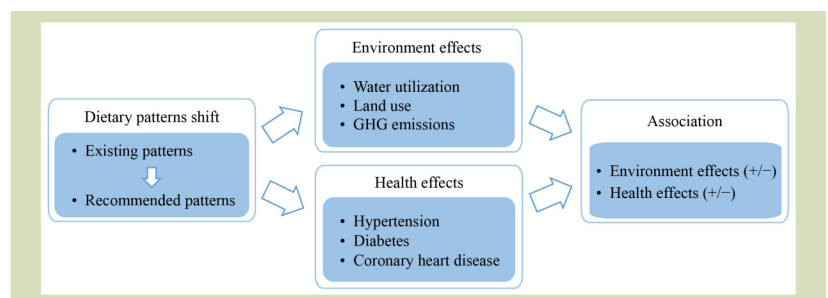 Dietary patterns shift
• Existing patterns
• Recommended patterns
Environment effects
• Water utilization
• Land use
• GHG emissions
Health effects
• Hypertension
• Diabetes
• Coronary heart disease
Association
• Environment effects (+/−)
• Health effects (+/−)